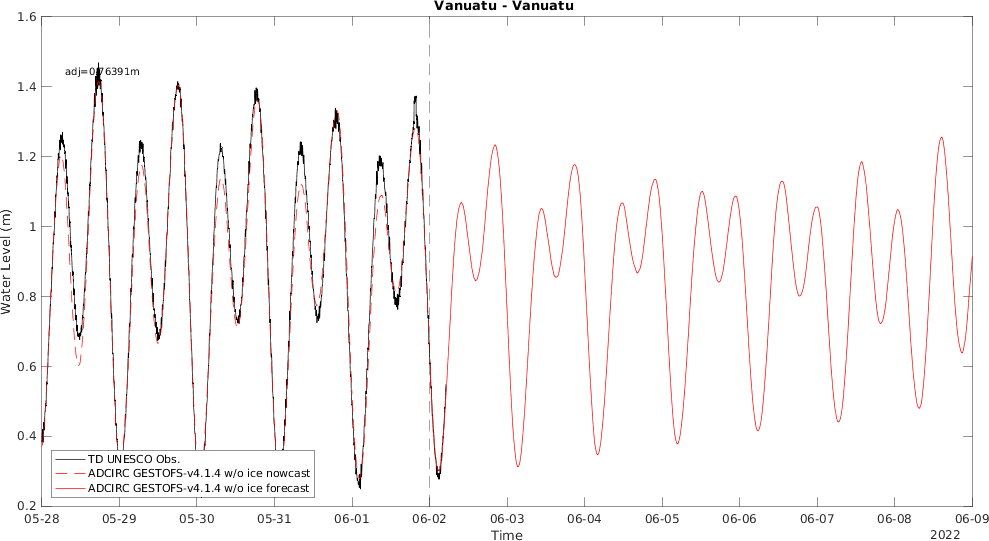 Vanuatu - Vanuatu
1.6
1.4
1.2
1
0.8
0.6
0.4
0.2
Water Level (m)
adj=0.76391m
TD UNESCO Obs.
ADCIRC GESTOFS-v4.1.4 w/o ice nowcast
ADCIRC GESTOFS-v4.1.4 w/o ice forecast
05-28 05-29 05-30 05-31 06-01 06-02 06-03 06-04 06-05 06-06 06-07 06-08 06-09
Time
2022